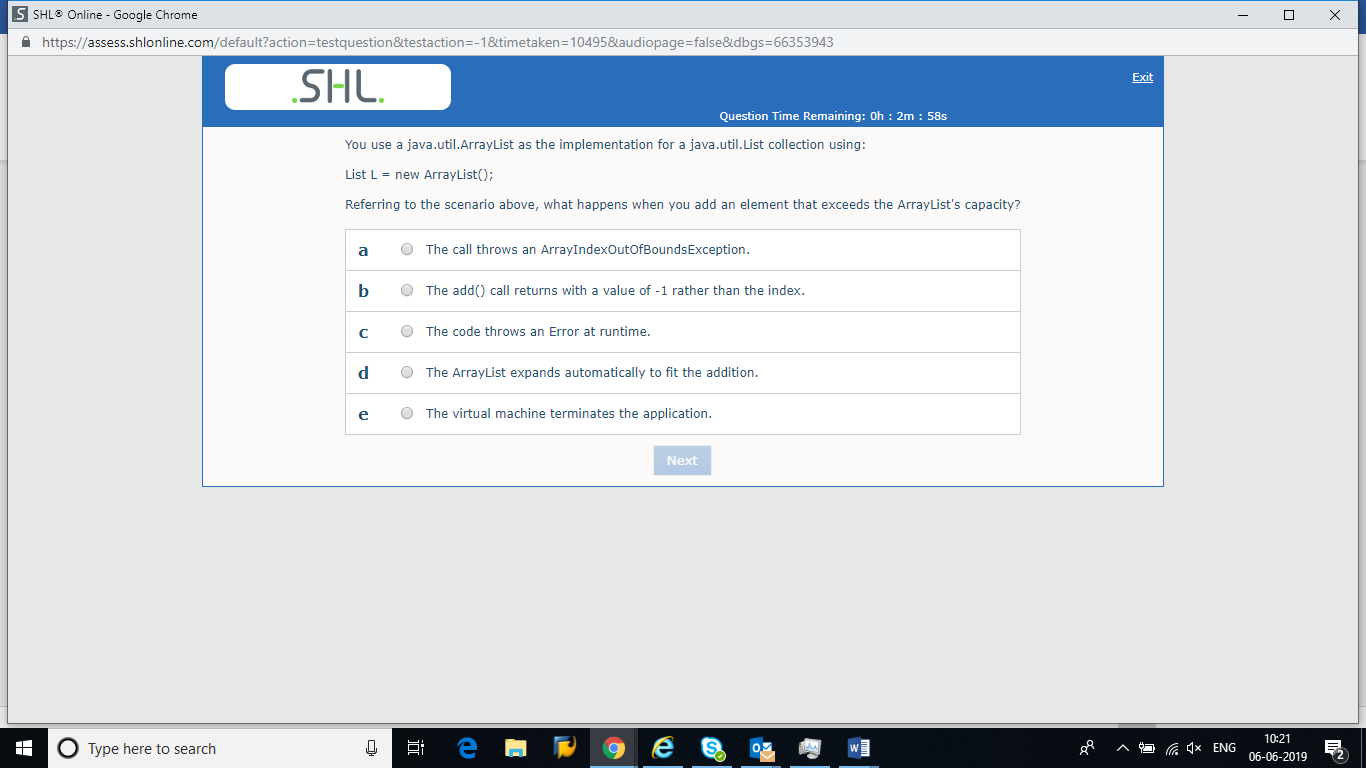 SHL® Online - Google Chrome
https://assess.shlonline.com/default?action=testquestion&testaction=-1&timetaken=10495&audiopage=false&dbgs=66353943
.SHL.
Exit
Question Time Remaining: 0h : 2m : 58s
You use a java.util.ArrayList as the implementation for a java.util.List collection using:
List L = new ArrayList();
Referring to the scenario above, what happens when you add an element that exceeds the ArrayList's capacity?
a The call throws an ArrayIndexOutOfBoundsException.
b The add() call returns with a value of -1 rather than the index.
c The code throws an Error at runtime.
d The ArrayList expands automatically to fit the addition.
e The virtual machine terminates the application.
Next
Type here to search
ENG
10:21
06-06-2019
2